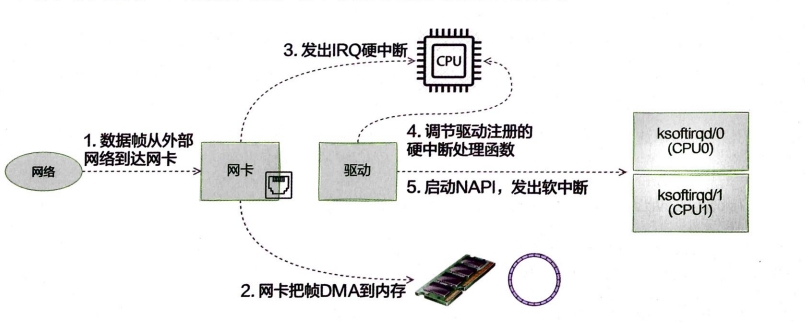 3. 发出IRQ硬中断
CPU
1. 数据帧从外部
网络到达网卡
网络
网卡
驱动
4. 调节驱动注册的
硬中断处理函数
5. 启动NAPI，发出软中断
ksoftirqd/0
(CPU0)
ksoftirqd/1
(CPU1)
2. 网卡把帧DMA到内存